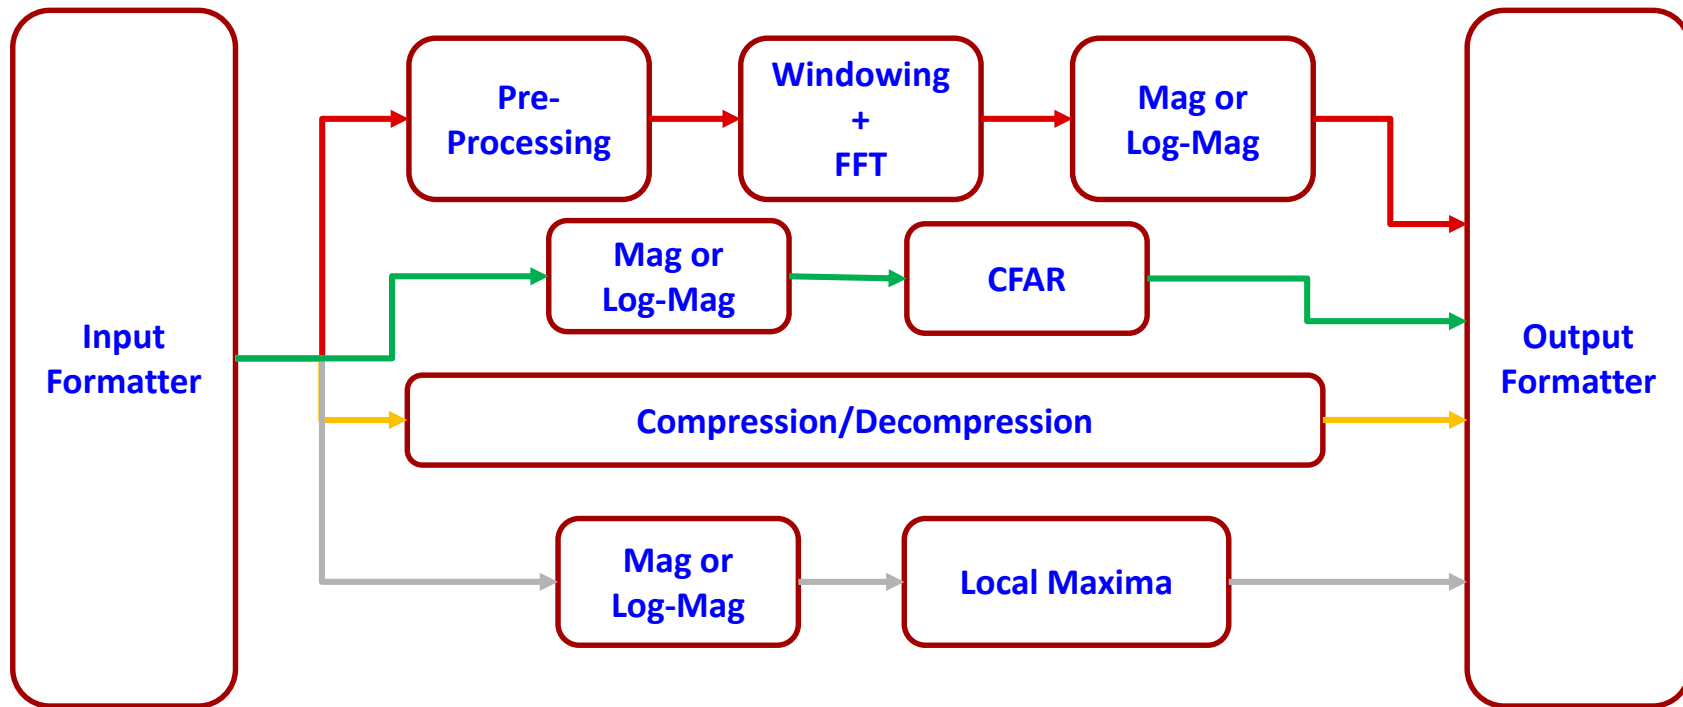 Input
Formatter
Pre-
Processing
Windowing
+
FFT
Mag or
Log-Mag
Mag or
Log-Mag
CFAR
Compression/Decompression
Mag or
Log-Mag
Local Maxima
Output
Formatter